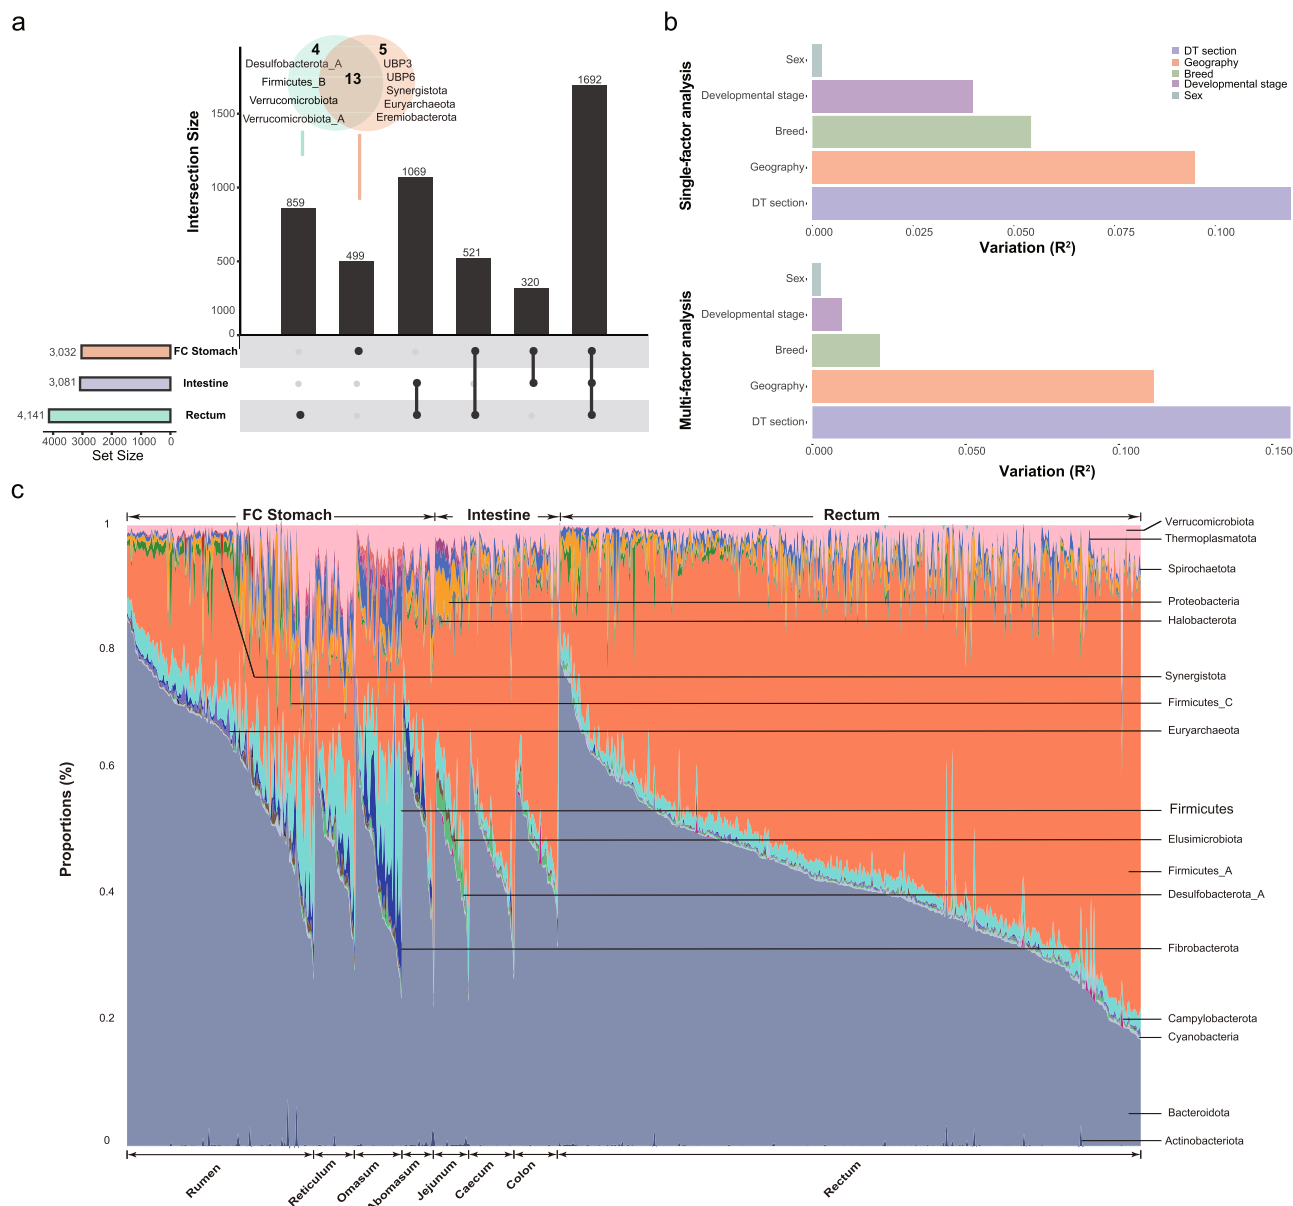 a
4
5
13
Desulfobacterota_A
Firmicutes_B
Verrucomicrobiota
Verrucomicrobiota_A
UBP3
UBP6
Synergistota
Euryarchaeota
Eremiobacterota
Intersection Size
1500
1000
500
1000
0
859
499
1069
521
320
1692
3,032
FC Stomach
3,081
Intestine
4,141
Rectum
4000 3000 2000 1000 0
Set Size
b
Single-factor analysis
Sex
Developmental stage
Breed
Geography
DT section
0.000 0.025 0.050 0.075 0.100
Variation (R²)
DT section
Geography
Breed
Developmental stage
Sex
Multi-factor analysis
Sex
Developmental stage
Breed
Geography
DT section
0.000 0.050 0.100 0.150
Variation (R²)
c
FC Stomach Intestine Rectum
Proportions (%)
1
0.8
0.6
0.4
0.2
0
Verrucomicrobiota
Thermoplasmatota
Spirochaetota
Proteobacteria
Halobacterota
Synergistota
Firmicutes_C
Euryarchaeota
Firmicutes
Elusimicrobiota
Firmicutes_A
Desulfobacterota_A
Fibrobacterota
Campylobacterota
Cyanobacteria
Bacteroidota
Actinobacteriota
Rumen
Reticulum
Omasum
Abomasum
Jejunum
Caecum
Colon
Rectum